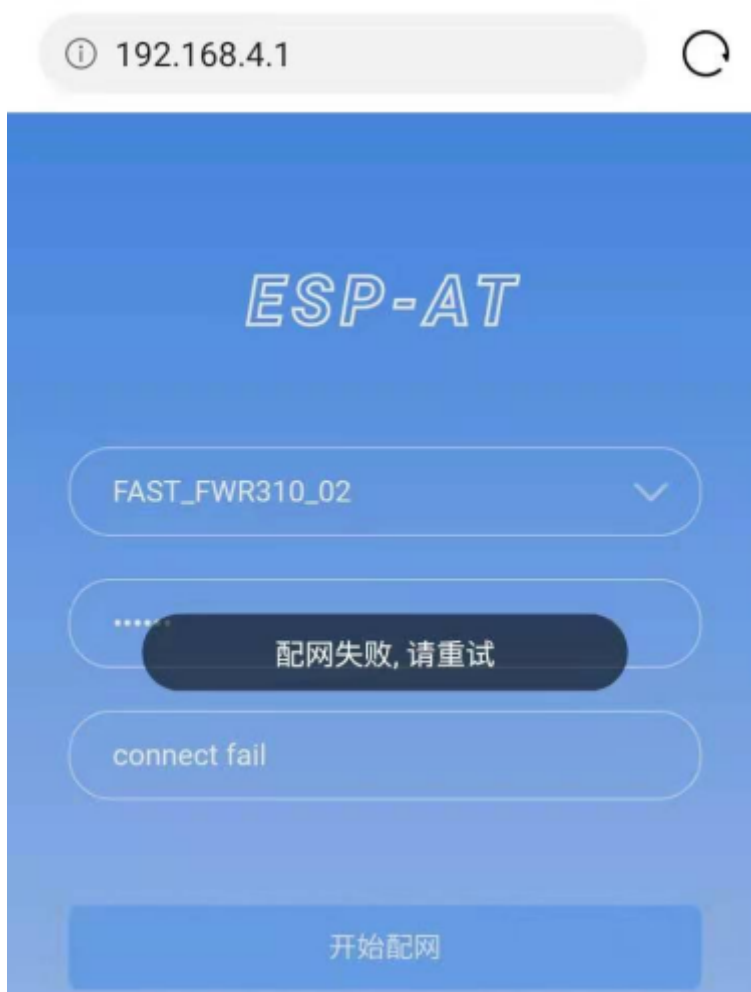 192.168.4.1
ESP-AT
FAST_FWR310_02
配网失败, 请重试
connect fail
开始配网